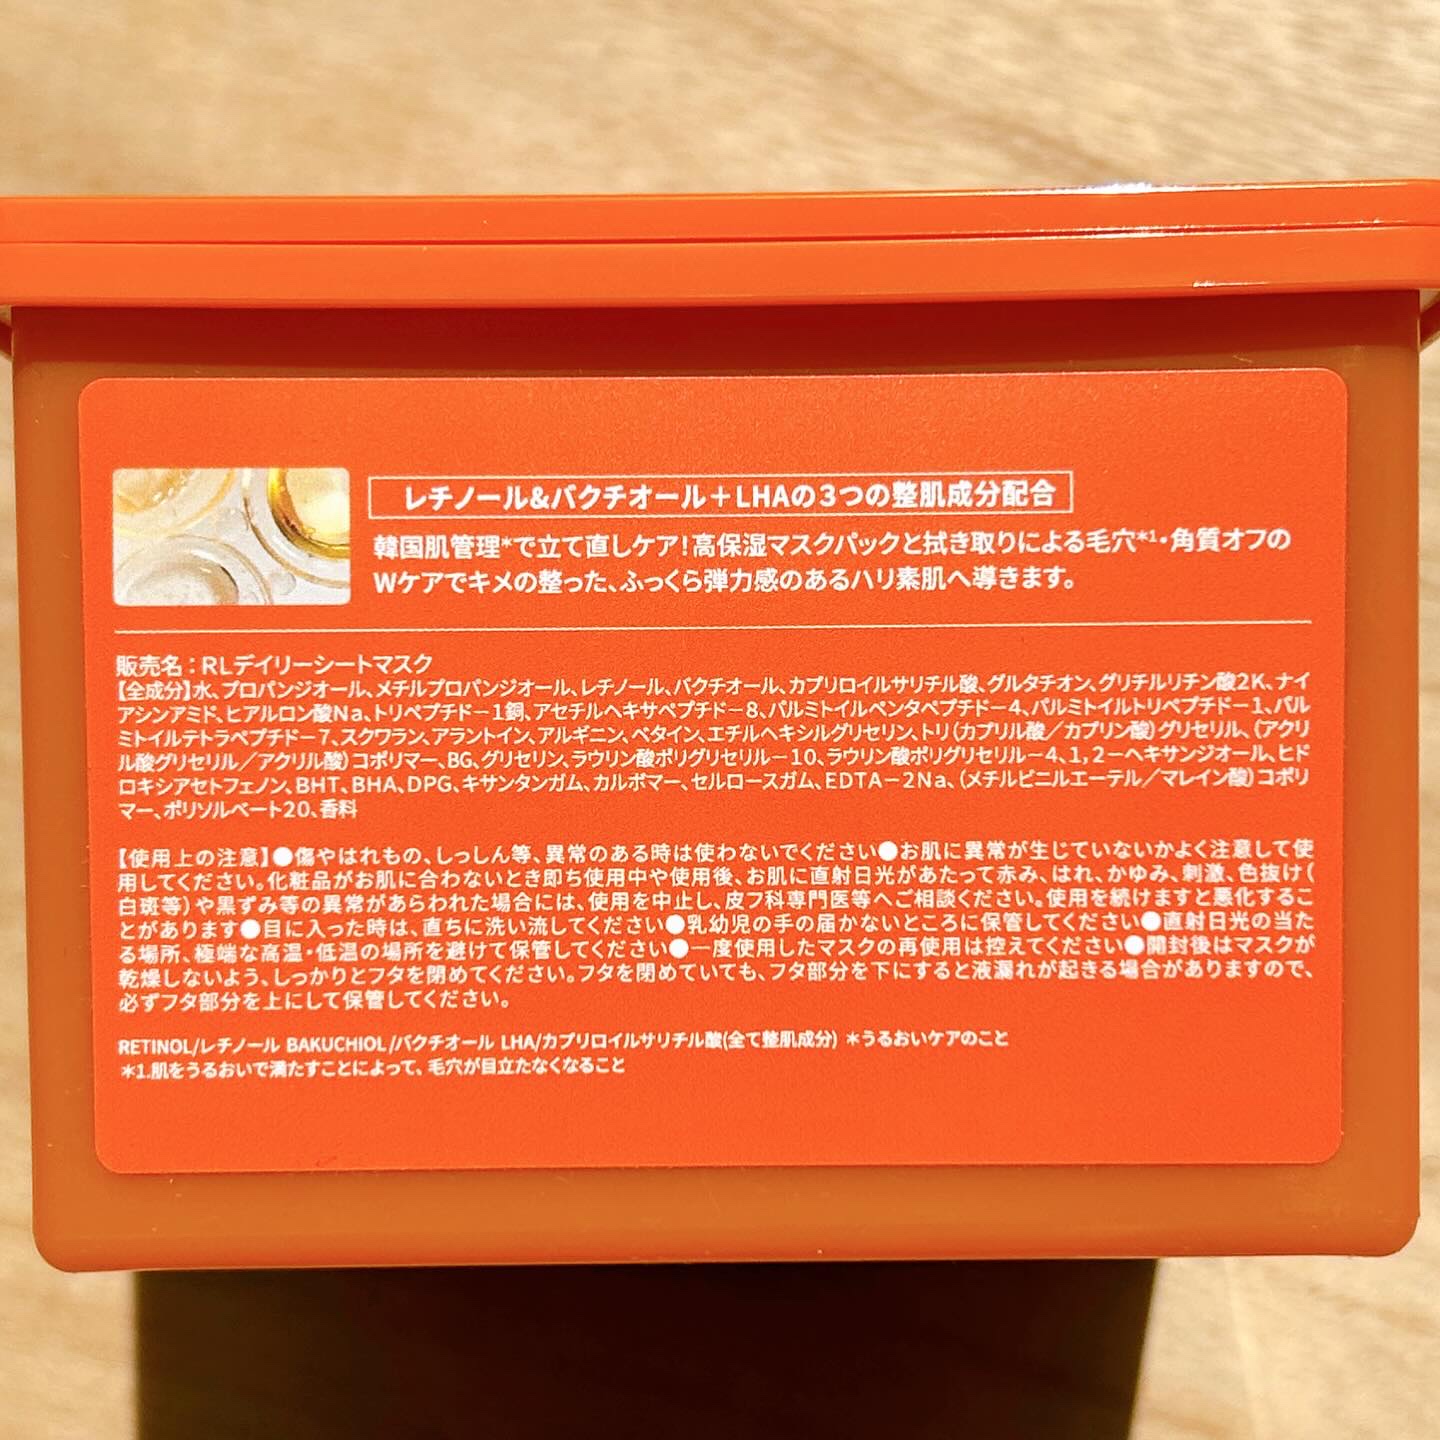 レチノール&バクチオール＋LHAの３つの整肌成分配合
韓国肌管理*で立て直しケア！高保湿マスクパックと拭き取りによる毛穴*1・角質オフの
Wケアでキメの整った、ふっくら弾力感のあるハリ素肌へ導きます。
販売名：RLデイリーシートマスク
【全成分】水、プロパンジオール、メチルプロパンジオール、レチノール、バクチオール、カプリロイルサリチル酸、グルタチオン、グリチルリチン酸2K、ナイ
アシンアミド、ヒアルロン酸Na、トリペプチド－1銅、アセチルヘキサペプチド－8、パルミトイルペンタペプチド－4、パルミトイルトリペプチド－1、パル
ミトイルテトラペプチド－7、スクワラン、アラントイン、アルギニン、ベタイン、エチルヘキシルグリセリン、トリ（カプリル酸／カプリン酸）グリセリル、（アクリ
ル酸グリセリル／アクリル酸）コポリマー、BG、グリセリン、ラウリン酸ポリグリセリル－10、ラウリン酸ポリグリセリル－4、1，2－ヘキサンジオール、ヒド
ロキシアセトフェノン、BHT、BHA、DPG、キサンタンガム、カルボマー、セルロースガム、EDTA－2Na、（メチルビニルエーテル／マレイン酸）コポリ
マー、ポリソルベート20、香料
【使用上の注意】●傷やはれもの、しっしん等、異常のある時は使わないでください●お肌に異常が生じていないかよく注意して使
用してください。化粧品がお肌に合わないとき即ち使用中や使用後、お肌に直射日光があたって赤み、はれ、かゆみ、刺激、色抜け（
白斑等）や黒ずみ等の異常があらわれた場合には、使用を中止し、皮フ科専門医等へご相談ください。使用を続けますと悪化するこ
とがあります●目に入った時は、直ちに洗い流してください●乳幼児の手の届かないところに保管してください●直射日光の当た
る場所、極端な高温・低温の場所を避けて保管してください●一度使用したマスクの再使用は控えてください●開封後はマスクが
乾燥しないよう、しっかりとフタを閉めてください。フタを閉めていても、フタ部分を下にすると液漏れが起きる場合がありますので、
必ずフタ部分を上にして保管してください。
RETINOL/レチノール BAKUCHIOL/バクチオール LHA/カプリロイルサリチル酸(全て整肌成分) ＊うるおいケアのこと
＊1.肌をうるおいで満たすことによって、毛穴が目立たなくなること